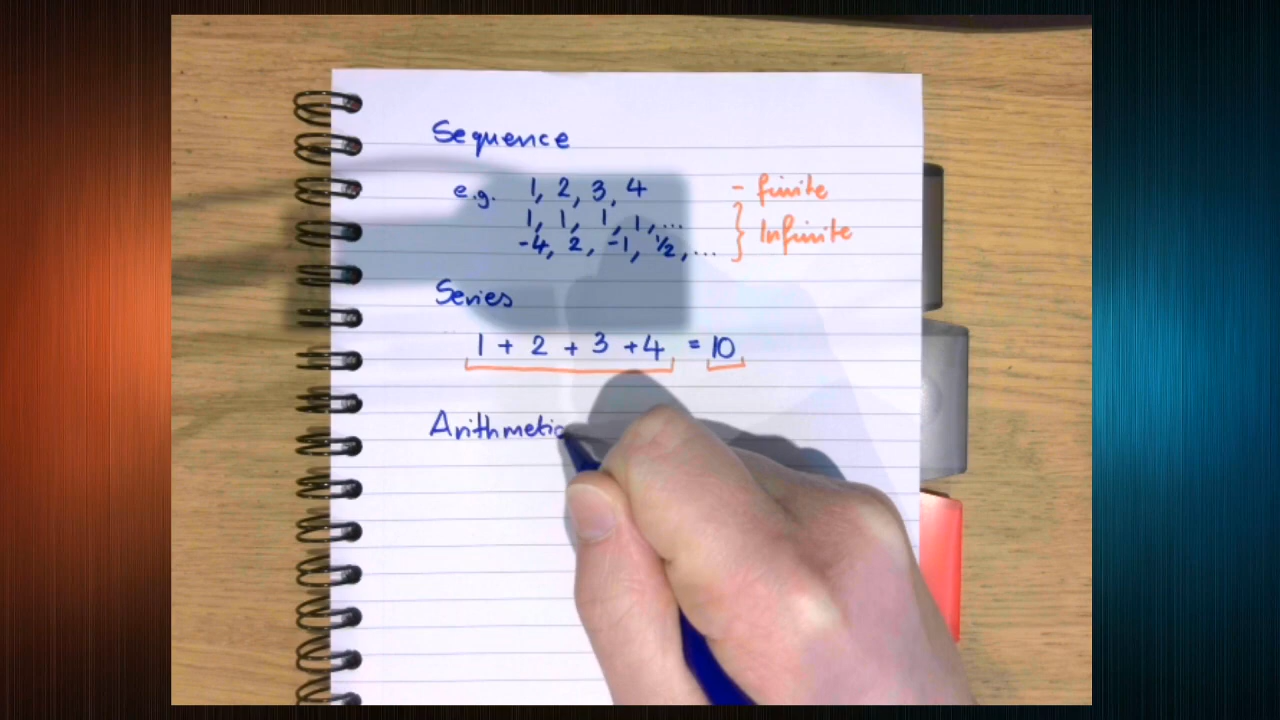 Sequence
e.g. 1, 2, 3, 4 - finite
1, 1, 1, 1, ...
-4, 2, -1, 1/2, ... } Infinite
Series
1 + 2 + 3 + 4 = 10
Arithmetic